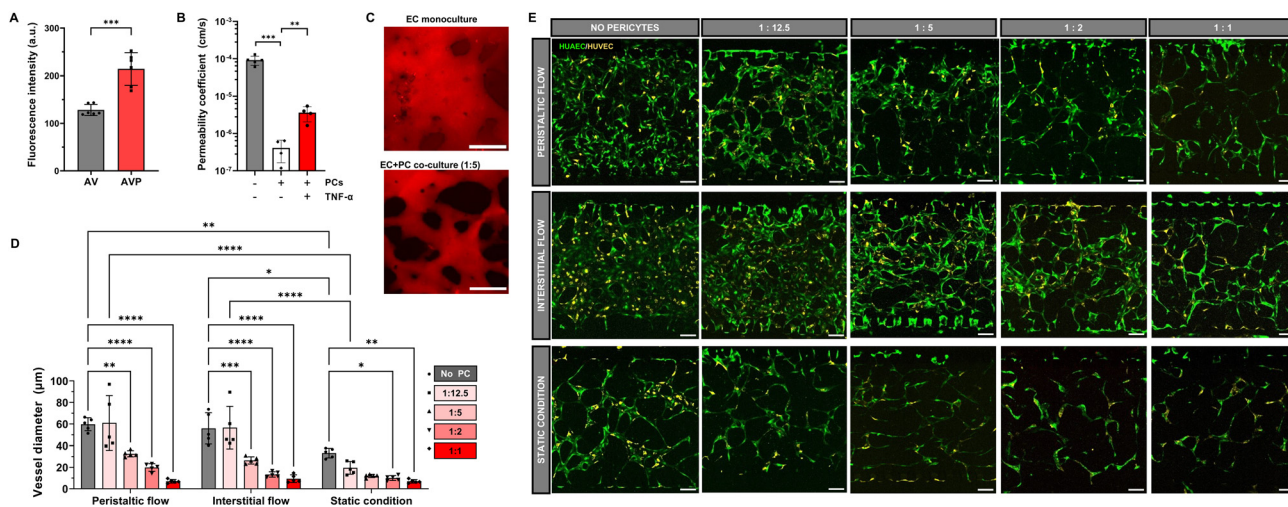 A
Fluorescence intensity (a.u.)
300
200
100
0
***
AV
AVP
B
Permeability coefficient (cm/s)
10⁻³
10⁻⁴
10⁻⁵
10⁻⁶
10⁻⁷
***
**
- + + PCs
- - + TNF-α
C
EC monoculture
EC+PC co-culture (1:5)
D
Vessel diameter (μm)
100
80
60
40
20
0
**
****
*
****
****
****
**
****
****
*
**
***
No PC
1:12.5
1:5
1:2
1:1
Peristaltic flow
Interstitial flow
Static condition
E
NO PERICYTES
1 : 12.5
1 : 5
1 : 2
1 : 1
HUAEC/HUVEC
PERISTALTIC FLOW
INTERSTITIAL FLOW
STATIC CONDITION